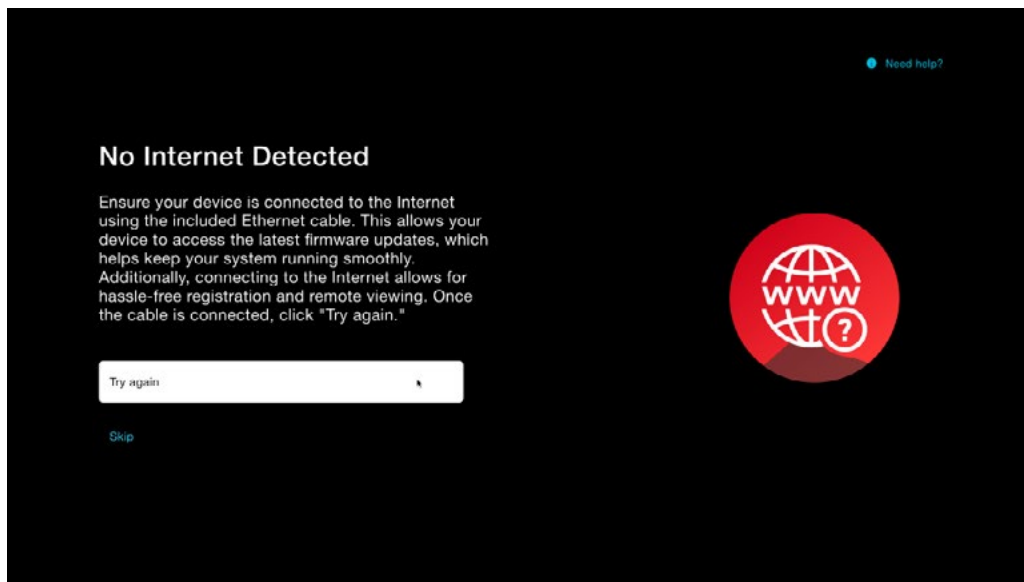 Need help?
No Internet Detected
Ensure your device is connected to the Internet
using the included Ethernet cable. This allows your
device to access the latest firmware updates, which
helps keep your system running smoothly.
Additionally, connecting to the Internet allows for
hassle-free registration and remote viewing. Once
the cable is connected, click "Try again."
WWW
?
Try again
Skip